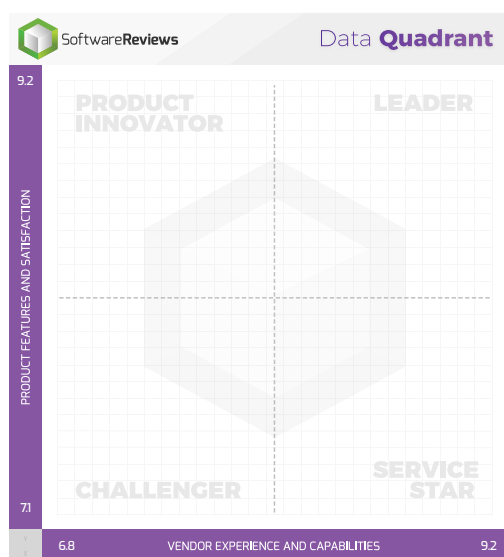 SoftwareReviews
Data Quadrant
9.2
PRODUCT
INNOVATOR
LEADER
PRODUCT FEATURES AND SATISFACTION
CHALLENGER
SERVICE
STAR
7.1
6.8
VENDOR EXPERIENCE AND CAPABILITIES
9.2